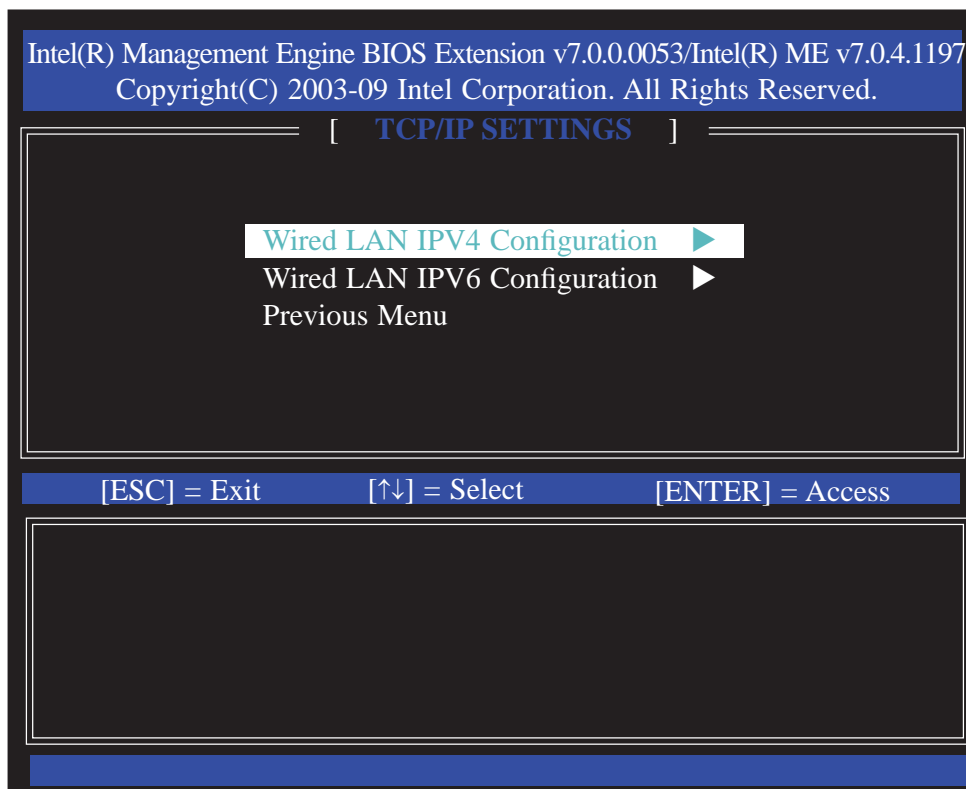 Intel(R) Management Engine BIOS Extension v7.0.0.0053/Intel(R) ME v7.0.4.1197
Copyright(C) 2003-09 Intel Corporation. All Rights Reserved.
[ TCP/IP SETTINGS ]
Wired LAN IPV4 Configuration ▶
Wired LAN IPV6 Configuration ▶
Previous Menu
[ESC] = Exit [↑↓] = Select [ENTER] = Access